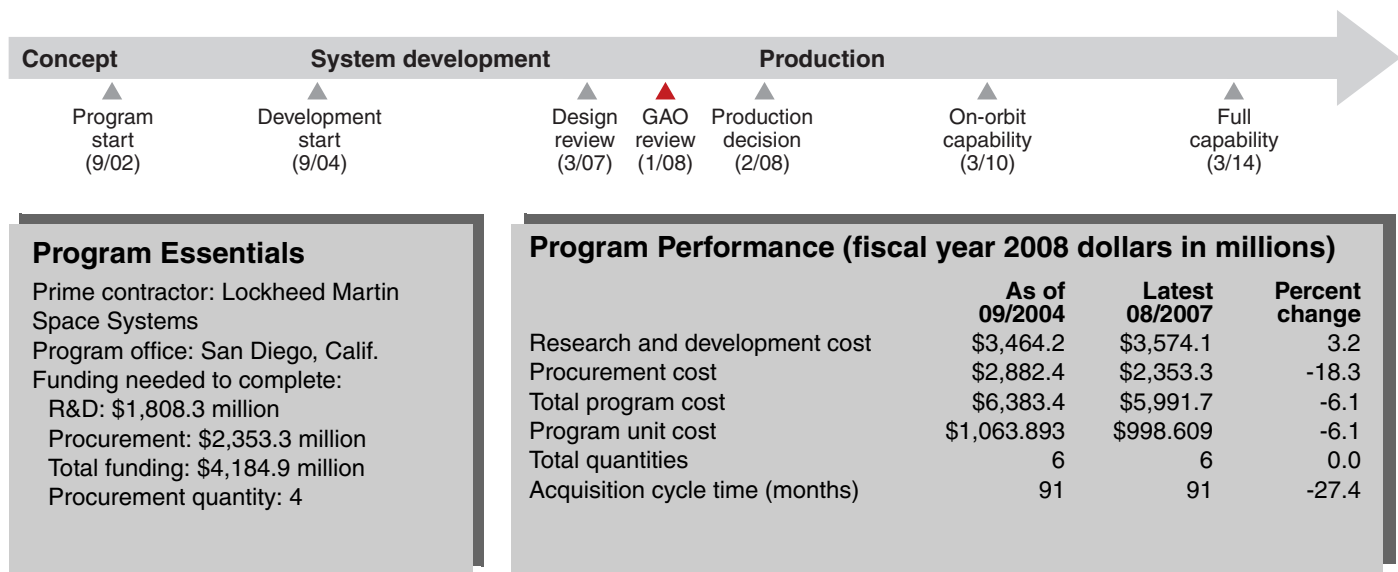 Concept System development Production
Program start (9/02)
Development start (9/04)
Design review (3/07)
GAO review (1/08)
Production decision (2/08)
On-orbit capability (3/10)
Full capability (3/14)
Program Essentials
Prime contractor: Lockheed Martin
Space Systems
Program office: San Diego, Calif.
Funding needed to complete:
R&D: $1,808.3 million
Procurement: $2,353.3 million
Total funding: $4,184.9 million
Procurement quantity: 4
Program Performance (fiscal year 2008 dollars in millions)
As of 09/2004 Latest 08/2007 Percent change
Research and development cost $3,464.2 $3,574.1 3.2
Procurement cost $2,882.4 $2,353.3 -18.3
Total program cost $6,383.4 $5,991.7 -6.1
Program unit cost $1,063.893 $998.609 -6.1
Total quantities 6 6 0.0
Acquisition cycle time (months) 91 91 -27.4